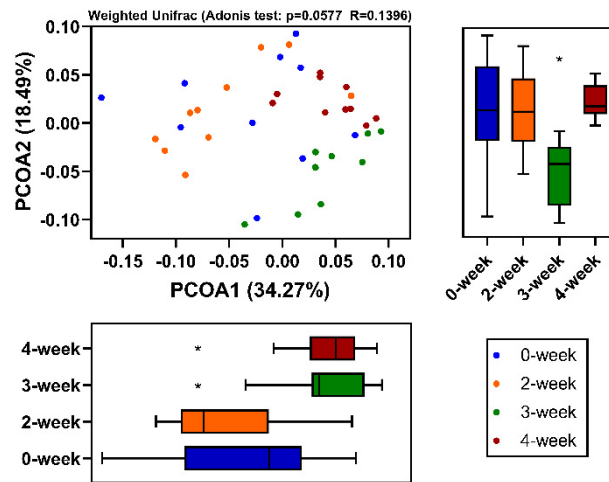 Weighted Unifrac (Adonis test: p=0.0577  R=0.1396)
0.10
0.05
0.00
-0.05
-0.10
PCOA2 (18.49%)
-0.15 -0.10 -0.05 0.00 0.05 0.10
PCOA1 (34.27%)
*
0-week 2-week 3-week 4-week
4-week *
3-week *
2-week
0-week
0-week
2-week
3-week
4-week